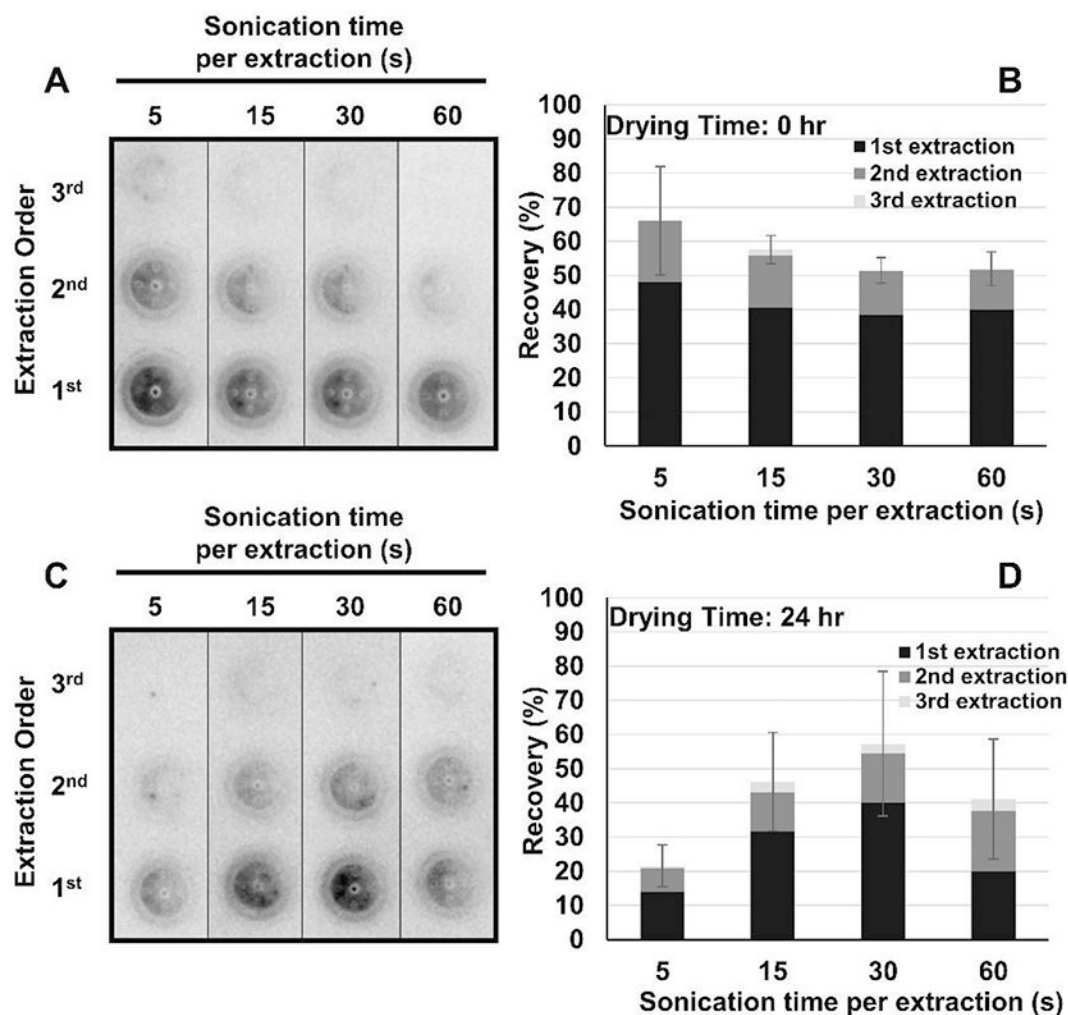 Sonication time
per extraction (s)
A
5 15 30 60
Extraction Order
3rd
2nd
1st
B
Drying Time: 0 hr
1st extraction
2nd extraction
3rd extraction
Recovery (%)
100
90
80
70
60
50
40
30
20
10
0
5 15 30 60
Sonication time per extraction (s)
Sonication time
per extraction (s)
C
5 15 30 60
Extraction Order
3rd
2nd
1st
D
Drying Time: 24 hr
1st extraction
2nd extraction
3rd extraction
Recovery (%)
100
90
80
70
60
50
40
30
20
10
0
5 15 30 60
Sonication time per extraction (s)